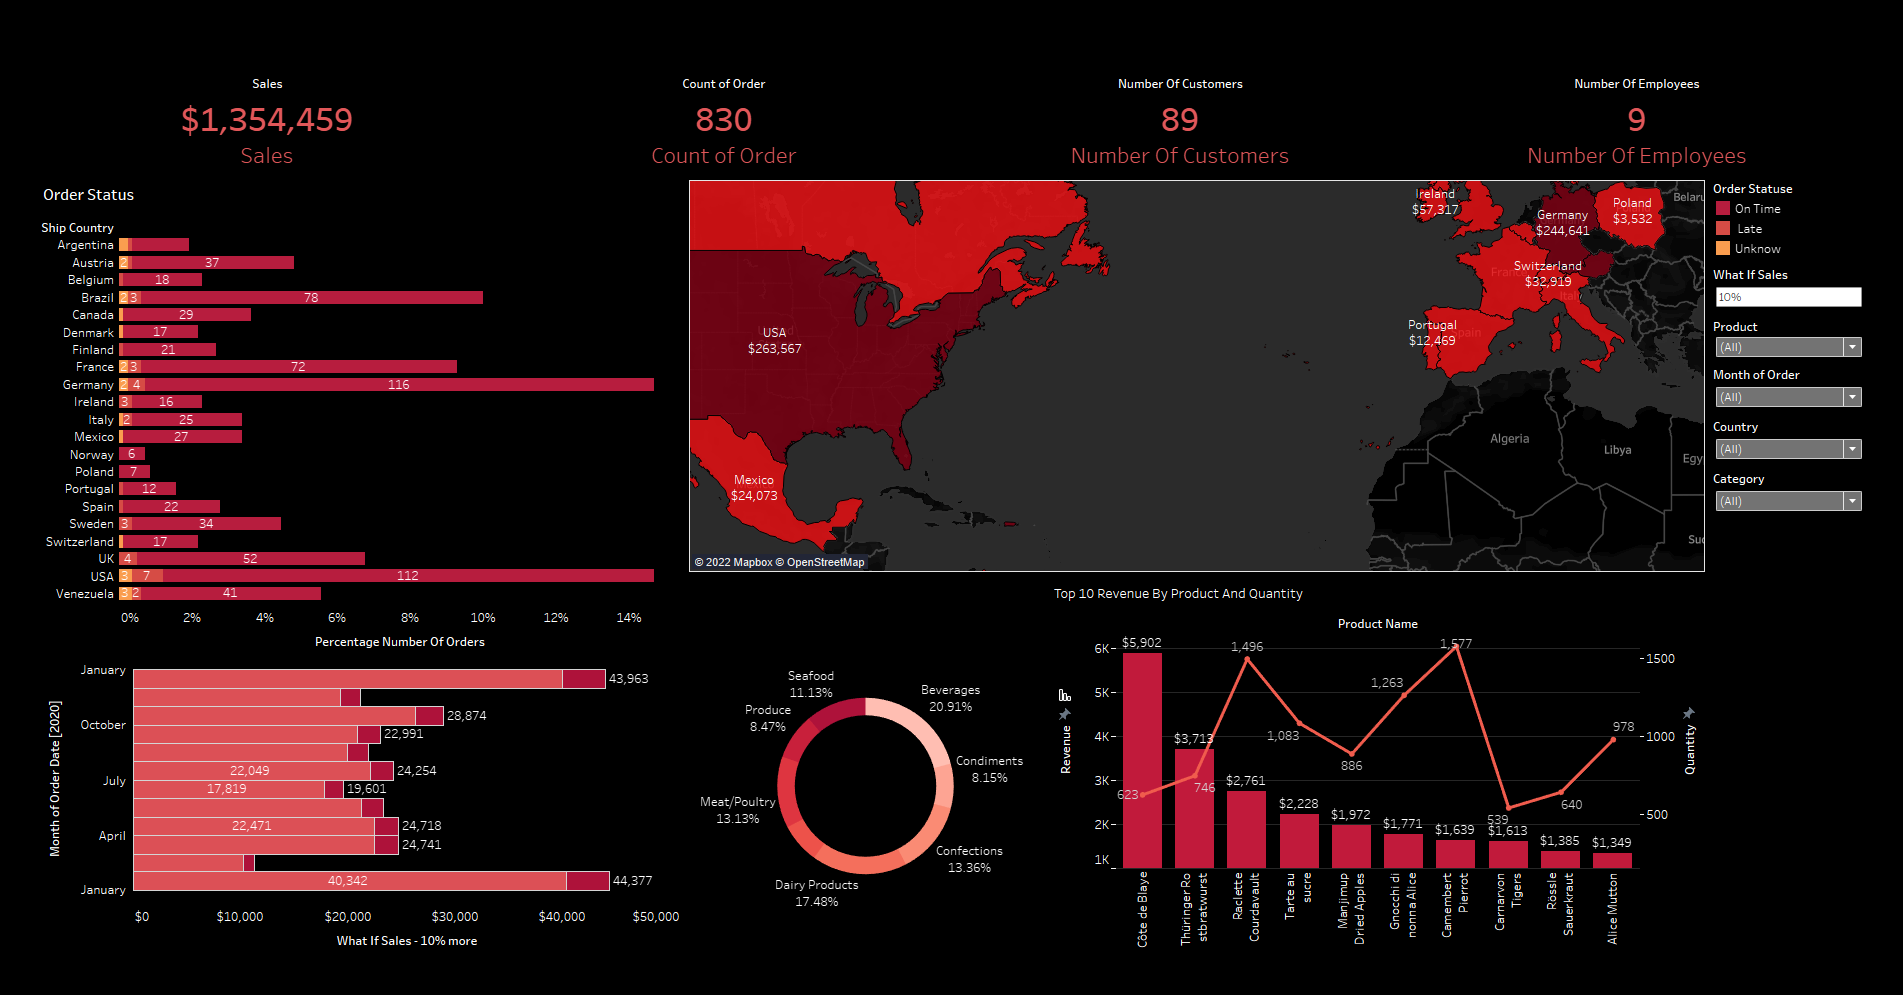 Sales
$1,354,459
Sales
Count of Order
830
Count of Order
Number Of Customers
89
Number Of Customers
Number Of Employees
9
Number Of Employees
Order Status
Ship Country
Argentina
Austria 2 37
Belgium 18
Brazil 2 3 78
Canada 29
Denmark 17
Finland 21
France 2 3 72
Germany 2 4 116
Ireland 3 16
Italy 2 25
Mexico 27
Norway 6
Poland 7
Portugal 12
Spain 22
Sweden 3 34
Switzerland 17
UK 4 52
USA 3 7 112
Venezuela 3 2 41
0% 2% 4% 6% 8% 10% 12% 14%
Percentage Number Of Orders
Ireland
$57,317
Germany
$244,641
Poland
$3,532
Belaru
Switzerland
$32,919
France
Italy
Portugal
$12,469
Spain
USA
$263,567
Mexico
$24,073
Algeria
Libya
Egy
Suc
© 2022 Mapbox © OpenStreetMap
Order Statuse
On Time
Late
Unknow
What If Sales
10%
Product
(All)
Month of Order
(All)
Country
(All)
Category
(All)
Month of Order Date [2020]
January 43,963
October 28,874
22,991
22,049 24,254
July
17,819 19,601
22,471 24,718
April
24,741
40,342 44,377
January
$0 $10,000 $20,000 $30,000 $40,000 $50,000
What If Sales - 10% more
Seafood
11.13%
Beverages
20.91%
Produce
8.47%
Condiments
8.15%
Meat/Poultry
13.13%
Confections
13.36%
Dairy Products
17.48%
Top 10 Revenue By Product And Quantity
Product Name
Revenue
6K
5K
4K
3K
2K
1K
$5,902
$3,713
$2,761
$2,228
$1,972
$1,771
$1,639
$1,613
$1,385
$1,349
623
746
1,496
1,083
886
1,263
1,577
539
640
978
1500
1000
500
Quantity
Côte de Blaye
Thüringer Ro
stbratwurst
Raclette
Courdavault
Tarte au
sucre
Manjimup
Dried Apples
Gnocchi di
nonna Alice
Camembert
Pierrot
Carnarvon
Tigers
Rössle
Sauerkraut
Alice Mutton